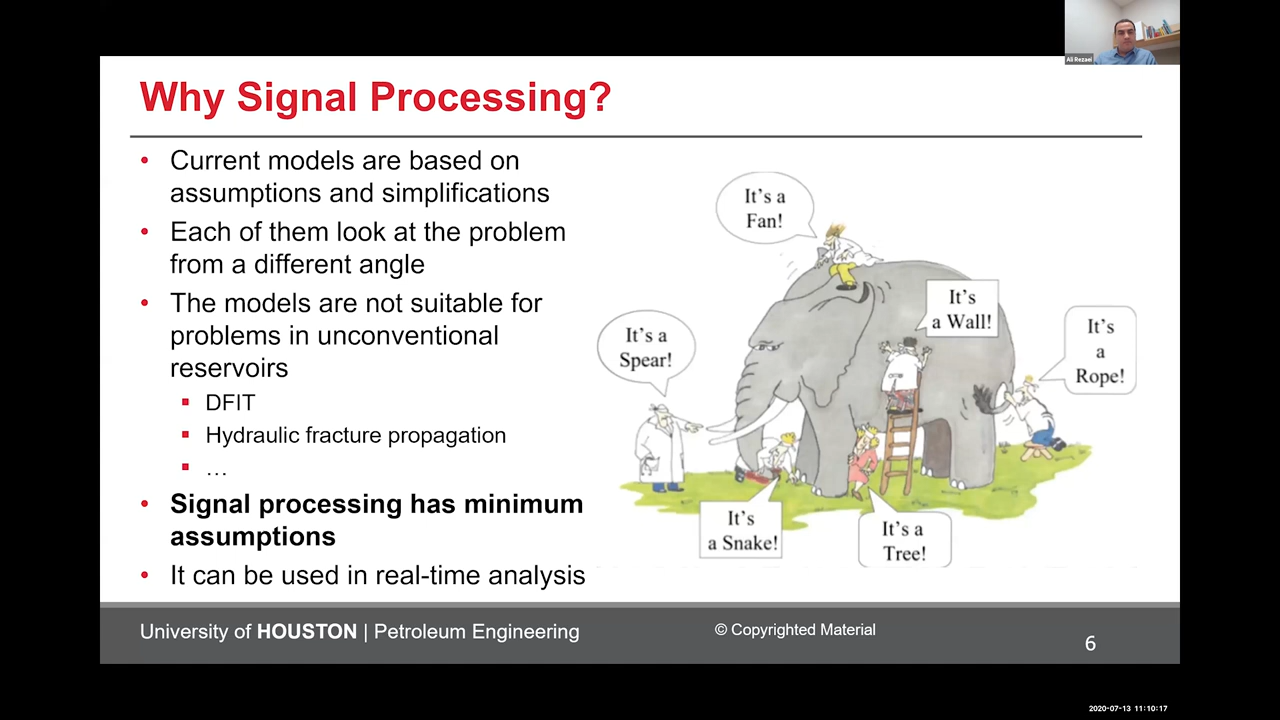 Ali Rezaei
Why Signal Processing?
• Current models are based on
assumptions and simplifications
• Each of them look at the problem
from a different angle
• The models are not suitable for
problems in unconventional
reservoirs
▪ DFIT
▪ Hydraulic fracture propagation
▪ …
• Signal processing has minimum
assumptions
• It can be used in real-time analysis
It's a
Fan!
It's
a Wall!
It's
a
Rope!
It's a
Spear!
It's
a Snake!
It's a
Tree!
University of HOUSTON | Petroleum Engineering
© Copyrighted Material
6
2020-07-13 11:10:17